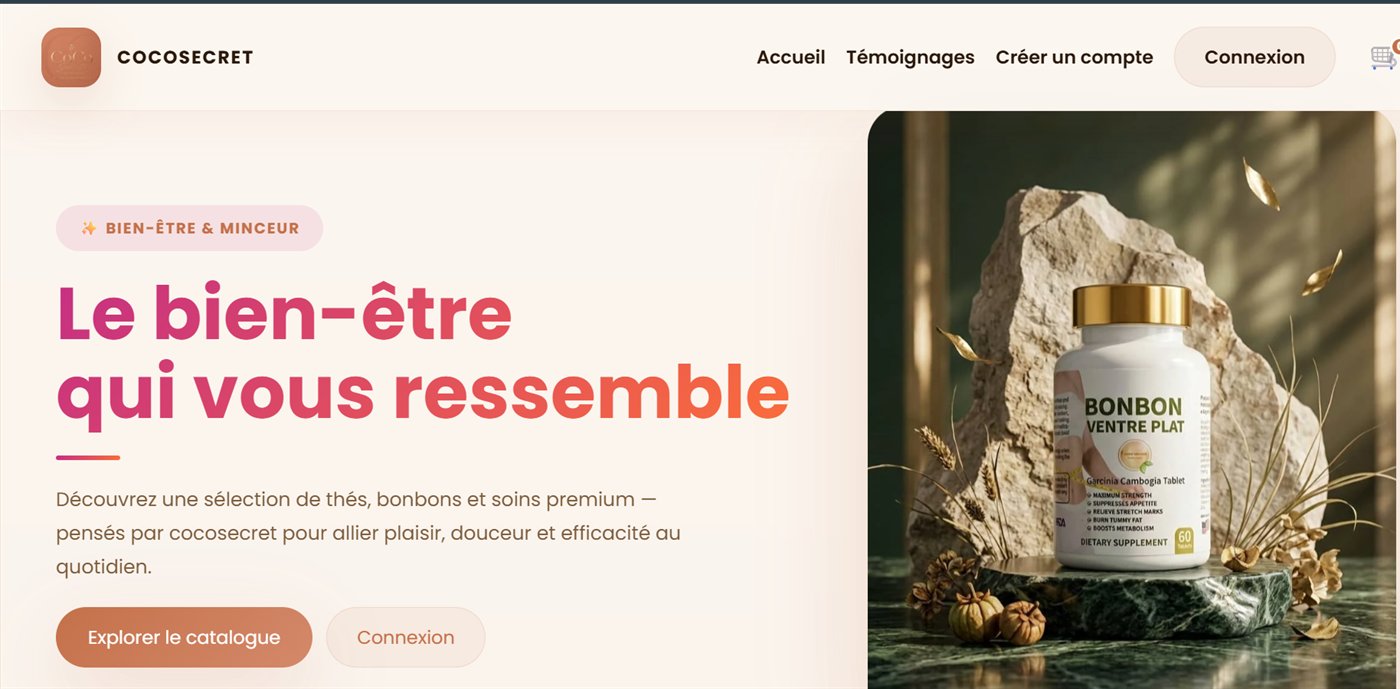 CoCo
COCOSECRET
Accueil
Témoignages
Créer un compte
Connexion
✨ BIEN-ÊTRE & MINCEUR
Le bien-être
qui vous ressemble
Découvrez une sélection de thés, bonbons et soins premium —
pensés par cocosecret pour allier plaisir, douceur et efficacité au
quotidien.
Explorer le catalogue
Connexion
BONBON
VENTRE PLAT
Garcinia Cambogia Tablet
MAXIMUM STRENGTH
SUPPRESSES APPETITE
RELIEVE STRETCH MARKS
BURN TUMMY FAT
BOOSTS METABOLISM
DIETARY SUPPLEMENT
60
Tablets